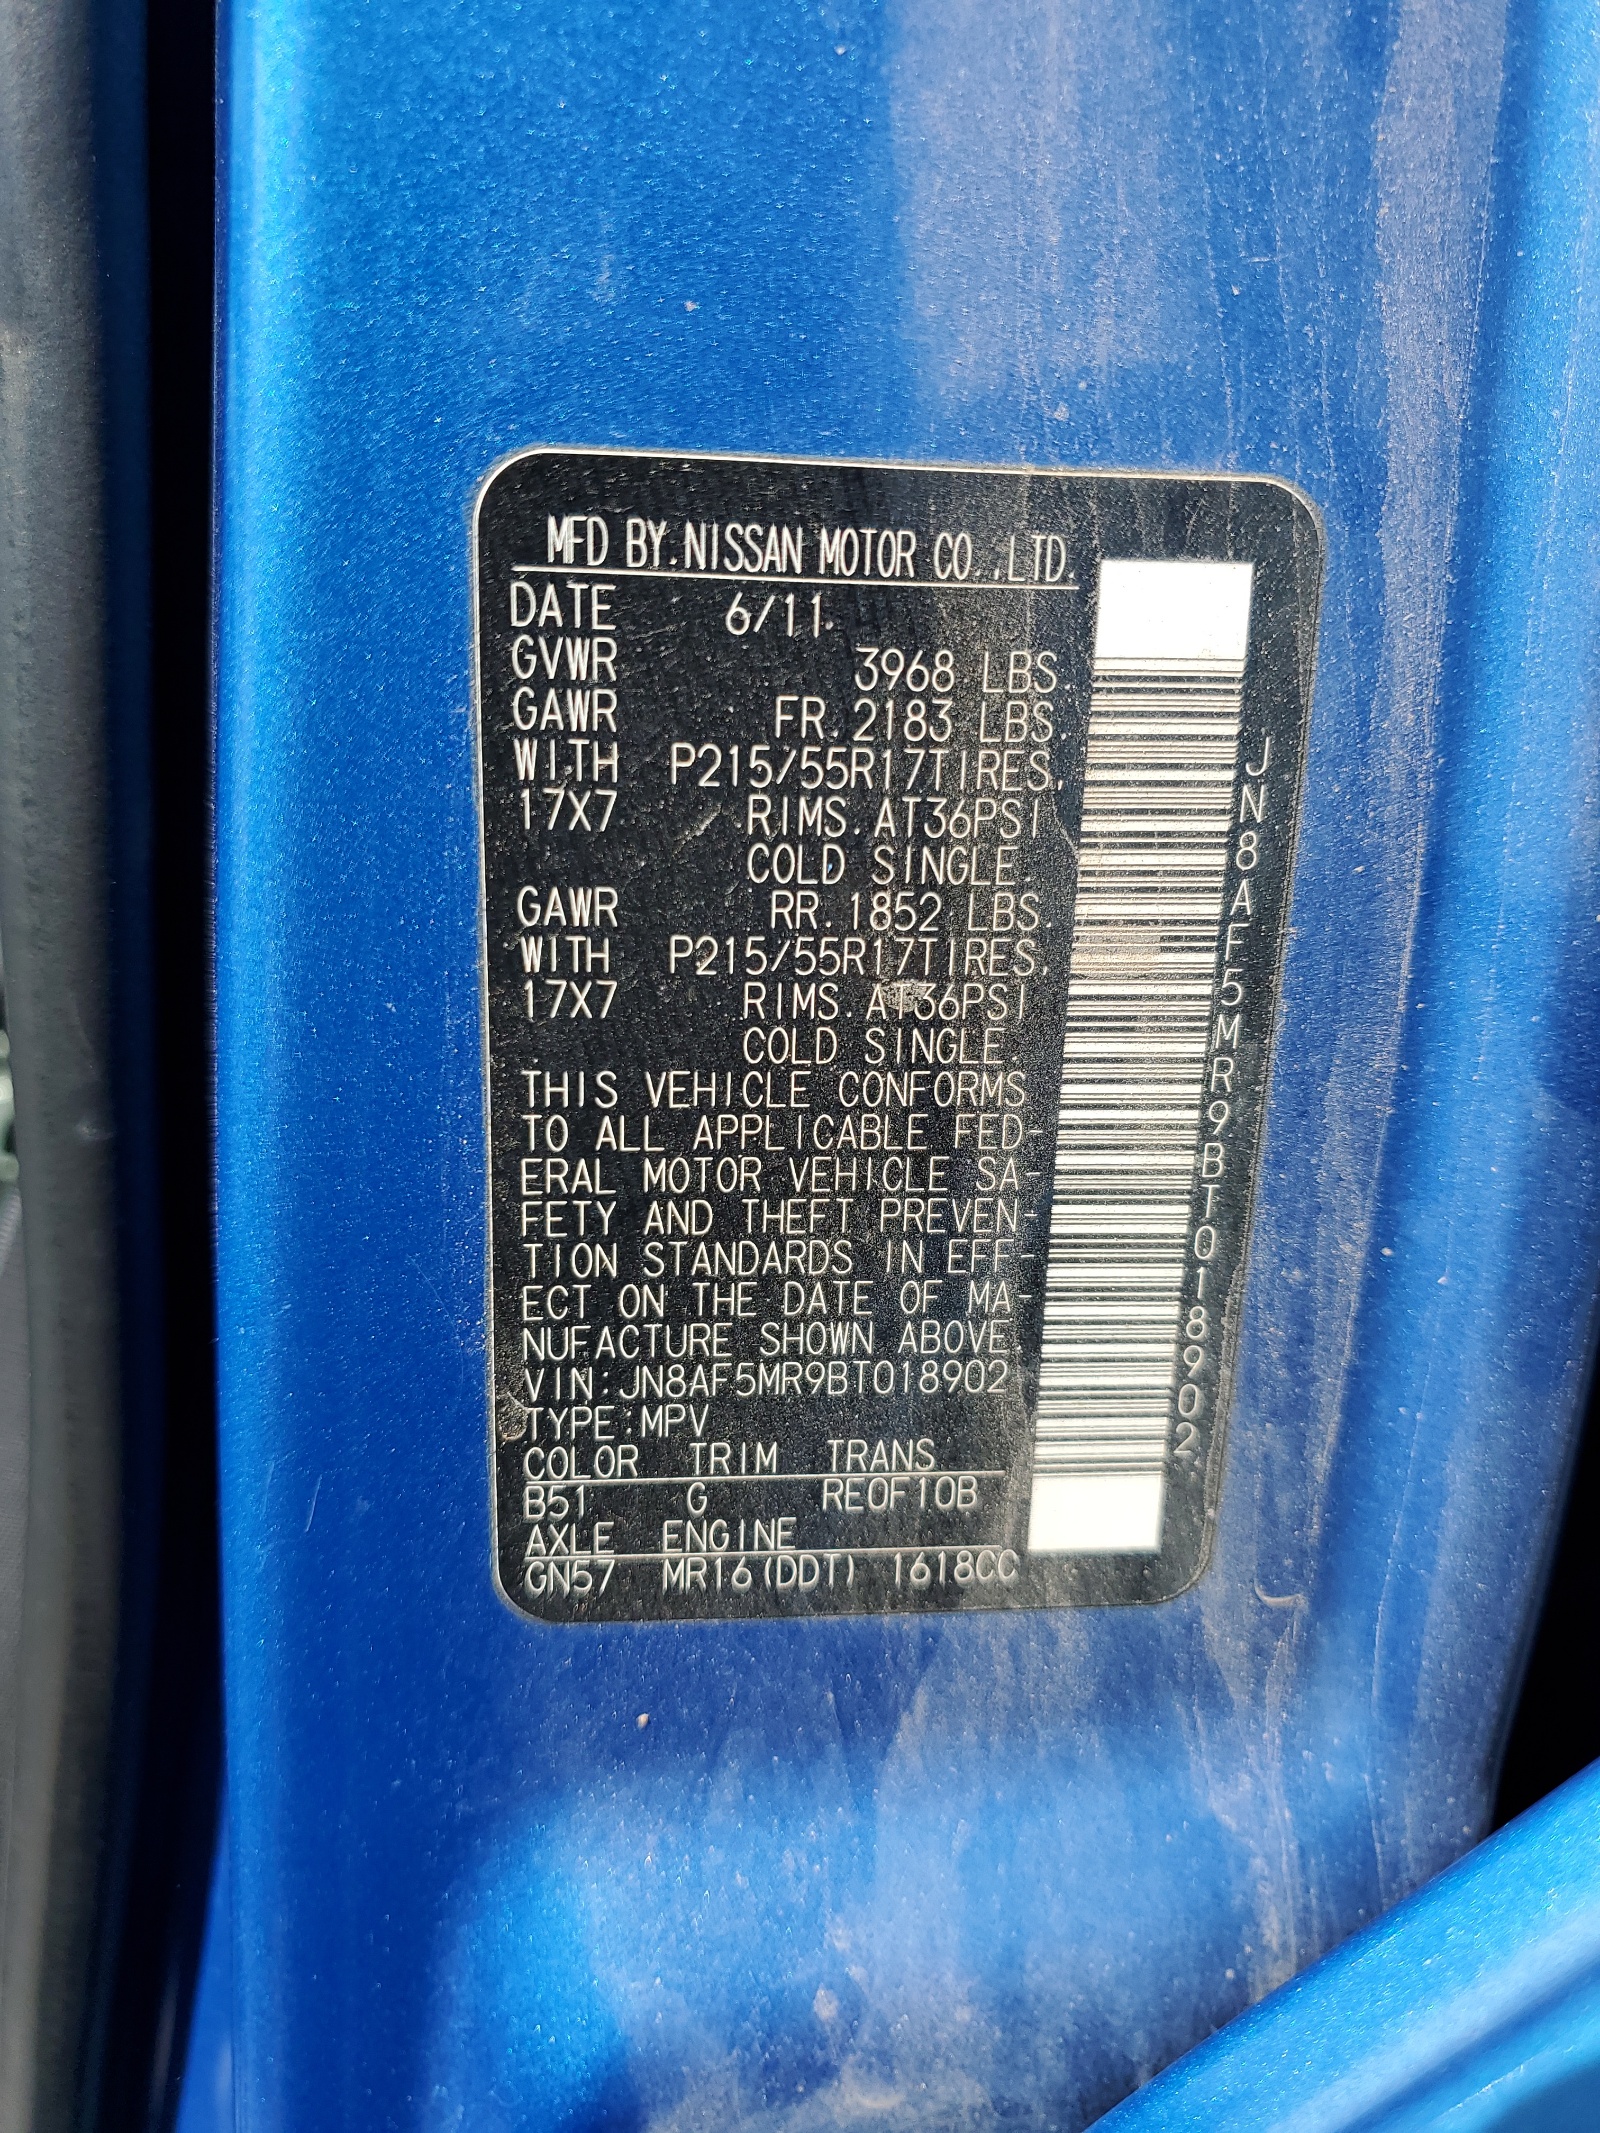 MFD BY.NISSAN MOTOR CO.,LTD.
DATE 6/11
GVWR 3968 LBS.
GAWR FR.2183 LBS.
WITH P215/55R17TIRES,
17X7 RIMS.AT36PSI
COLD SINGLE.
GAWR RR.1852 LBS.
WITH P215/55R17TIRES,
17X7 RIMS.AT36PSI
COLD SINGLE.
THIS VEHICLE CONFORMS
TO ALL APPLICABLE FED-
ERAL MOTOR VEHICLE SA-
FETY AND THEFT PREVEN-
TION STANDARDS IN EFF-
ECT ON THE DATE OF MA-
NUFACTURE SHOWN ABOVE.
VIN:JN8AF5MR9BT018902
TYPE:MPV
COLOR TRIM TRANS
B51 G RE0F10B
AXLE ENGINE
GN57 MR16(DDT) 1618CC
JN8AF5MR9BT018902